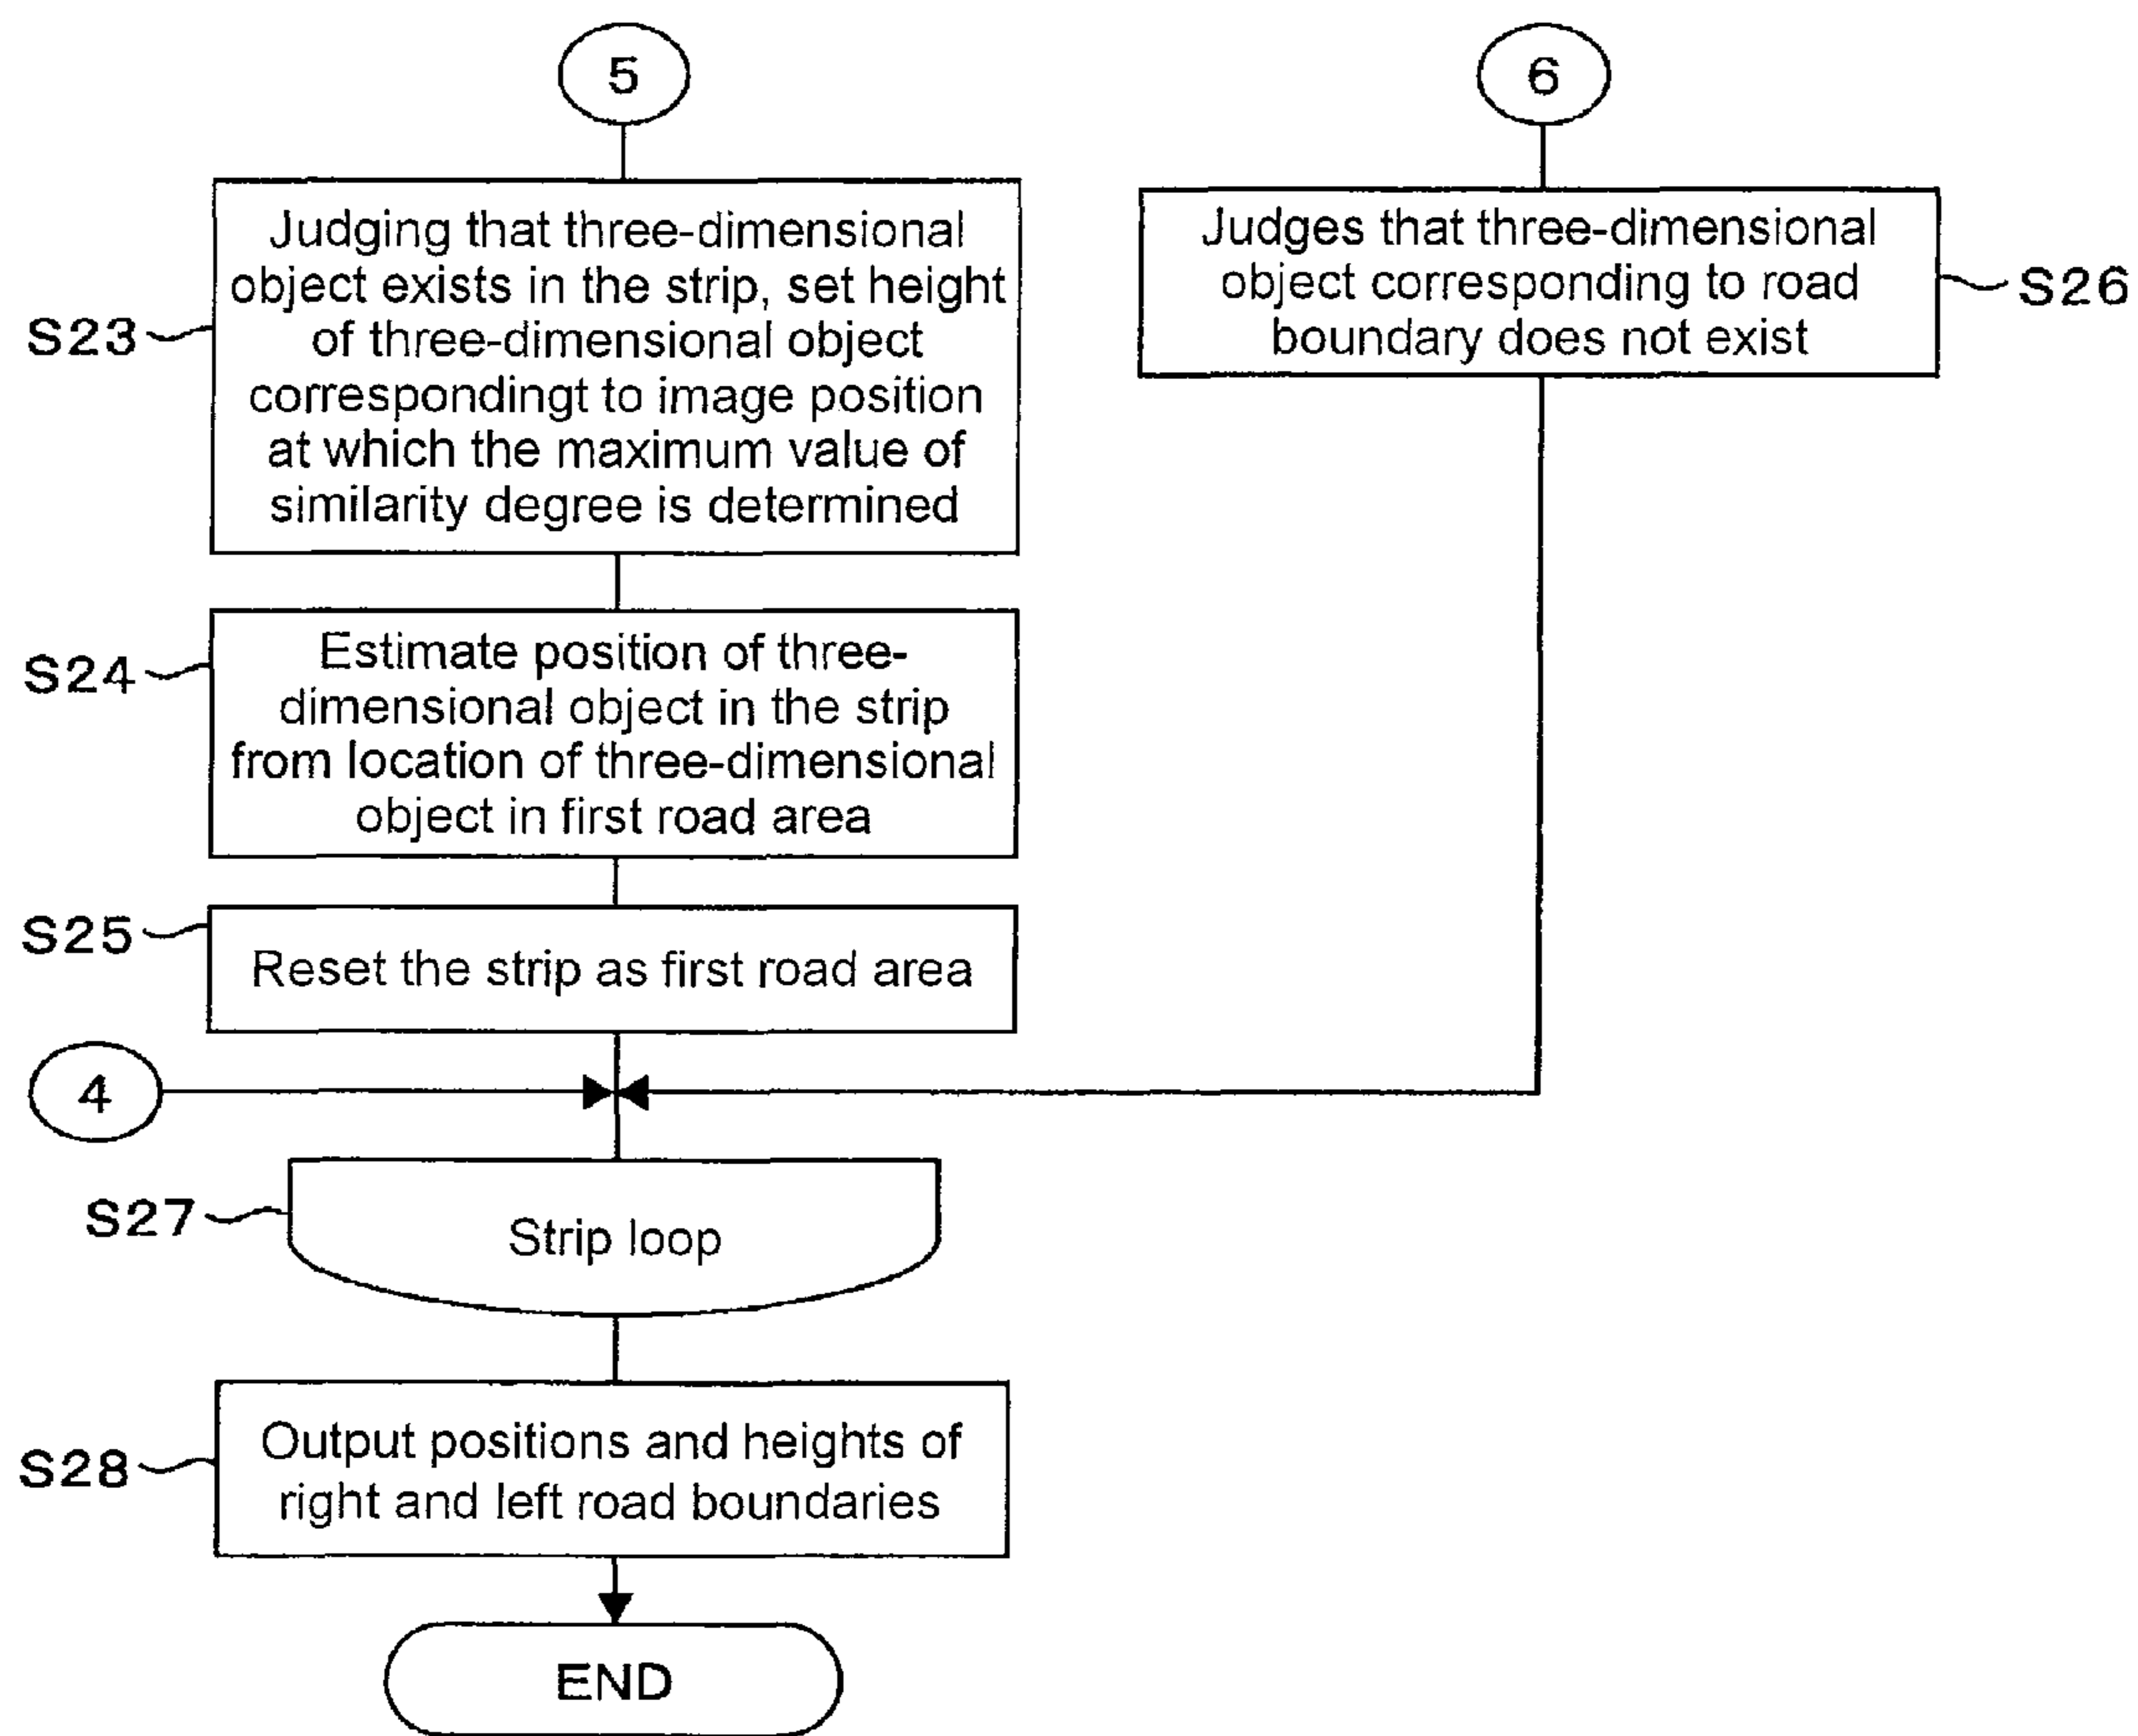 5
6
S23
Judging that three-dimensional
object exists in the strip, set height
of three-dimensional object
correspondingt to image position
at which the maximum value of
similarity degree is determined
Judges that three-dimensional
object corresponding to road
boundary does not exist
S26
S24
Estimate position of three-
dimensional object in the strip
from location of three-dimensional
object in first road area
S25
Reset the strip as first road area
4
S27
Strip loop
S28
Output positions and heights of
right and left road boundaries
END